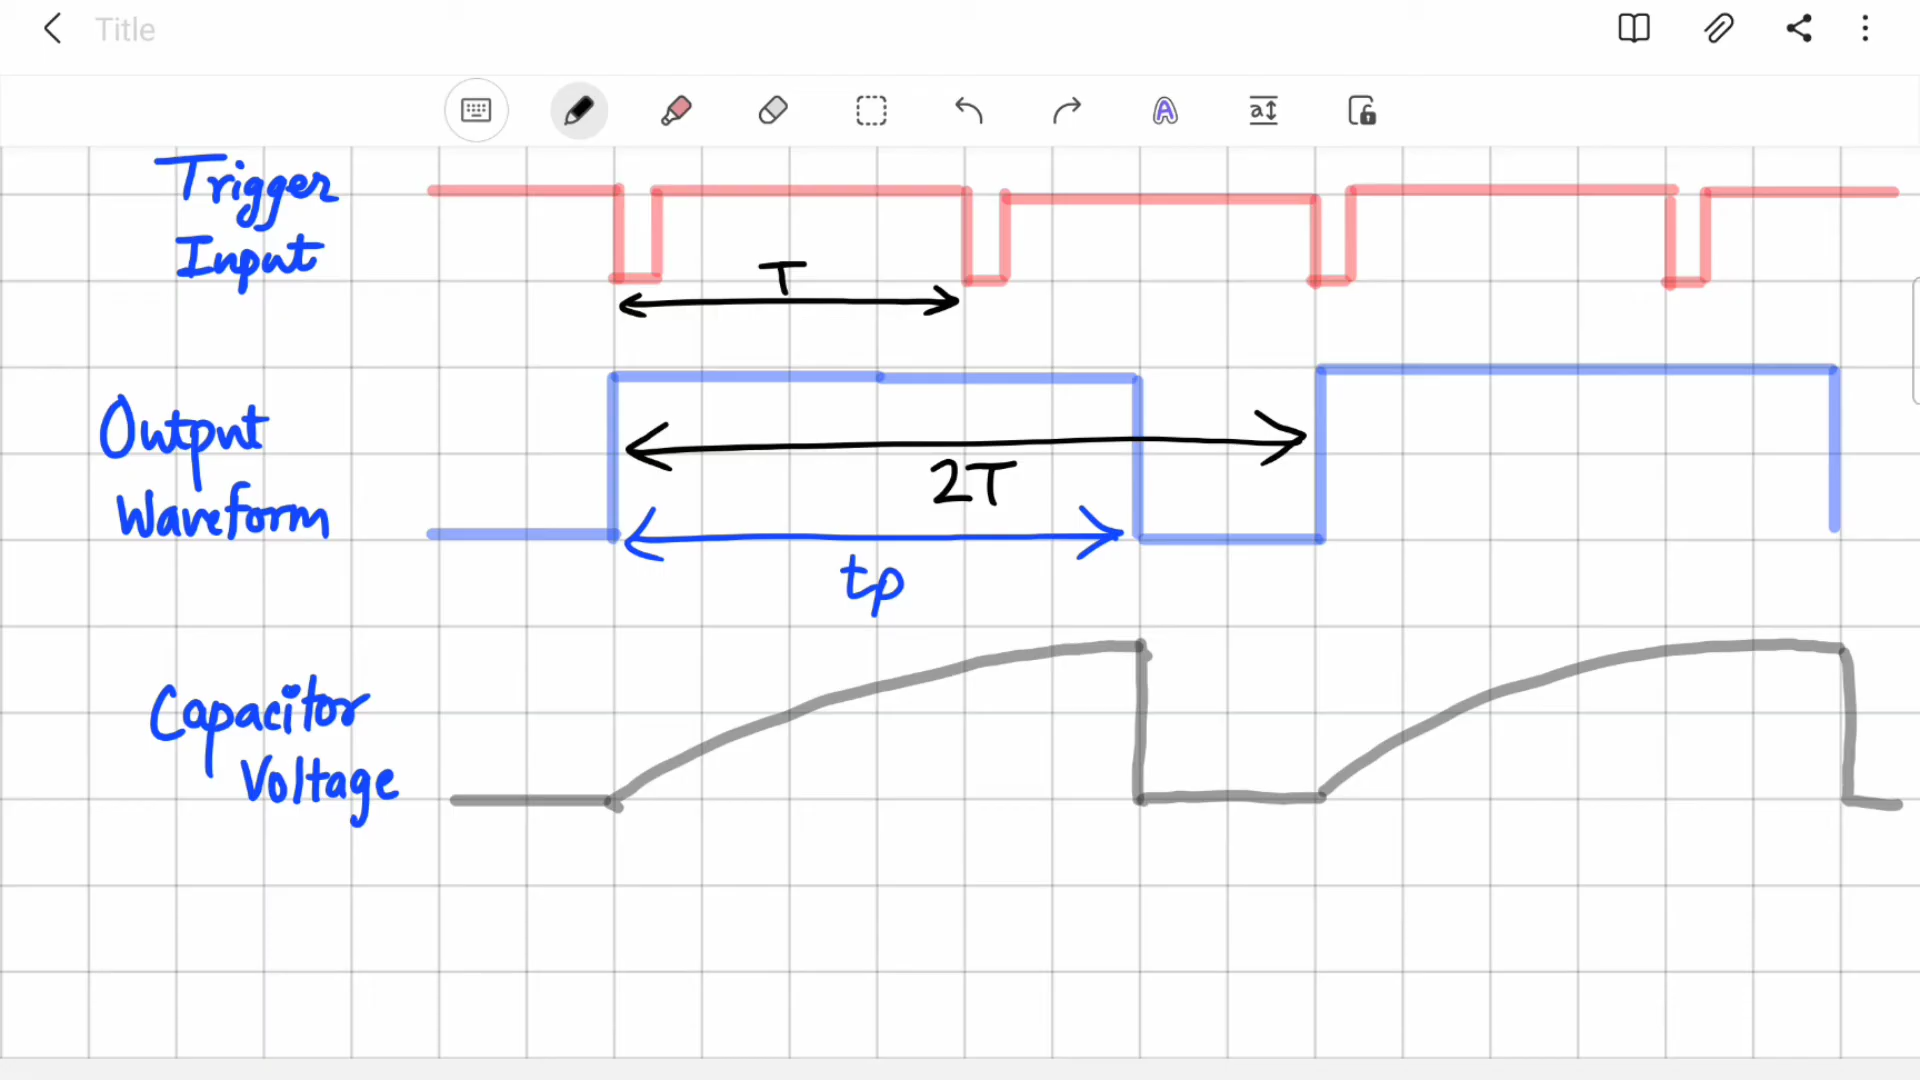 Title
Trigger
Input
T
Output
Waveform
2T
tp
Capacitor
Voltage